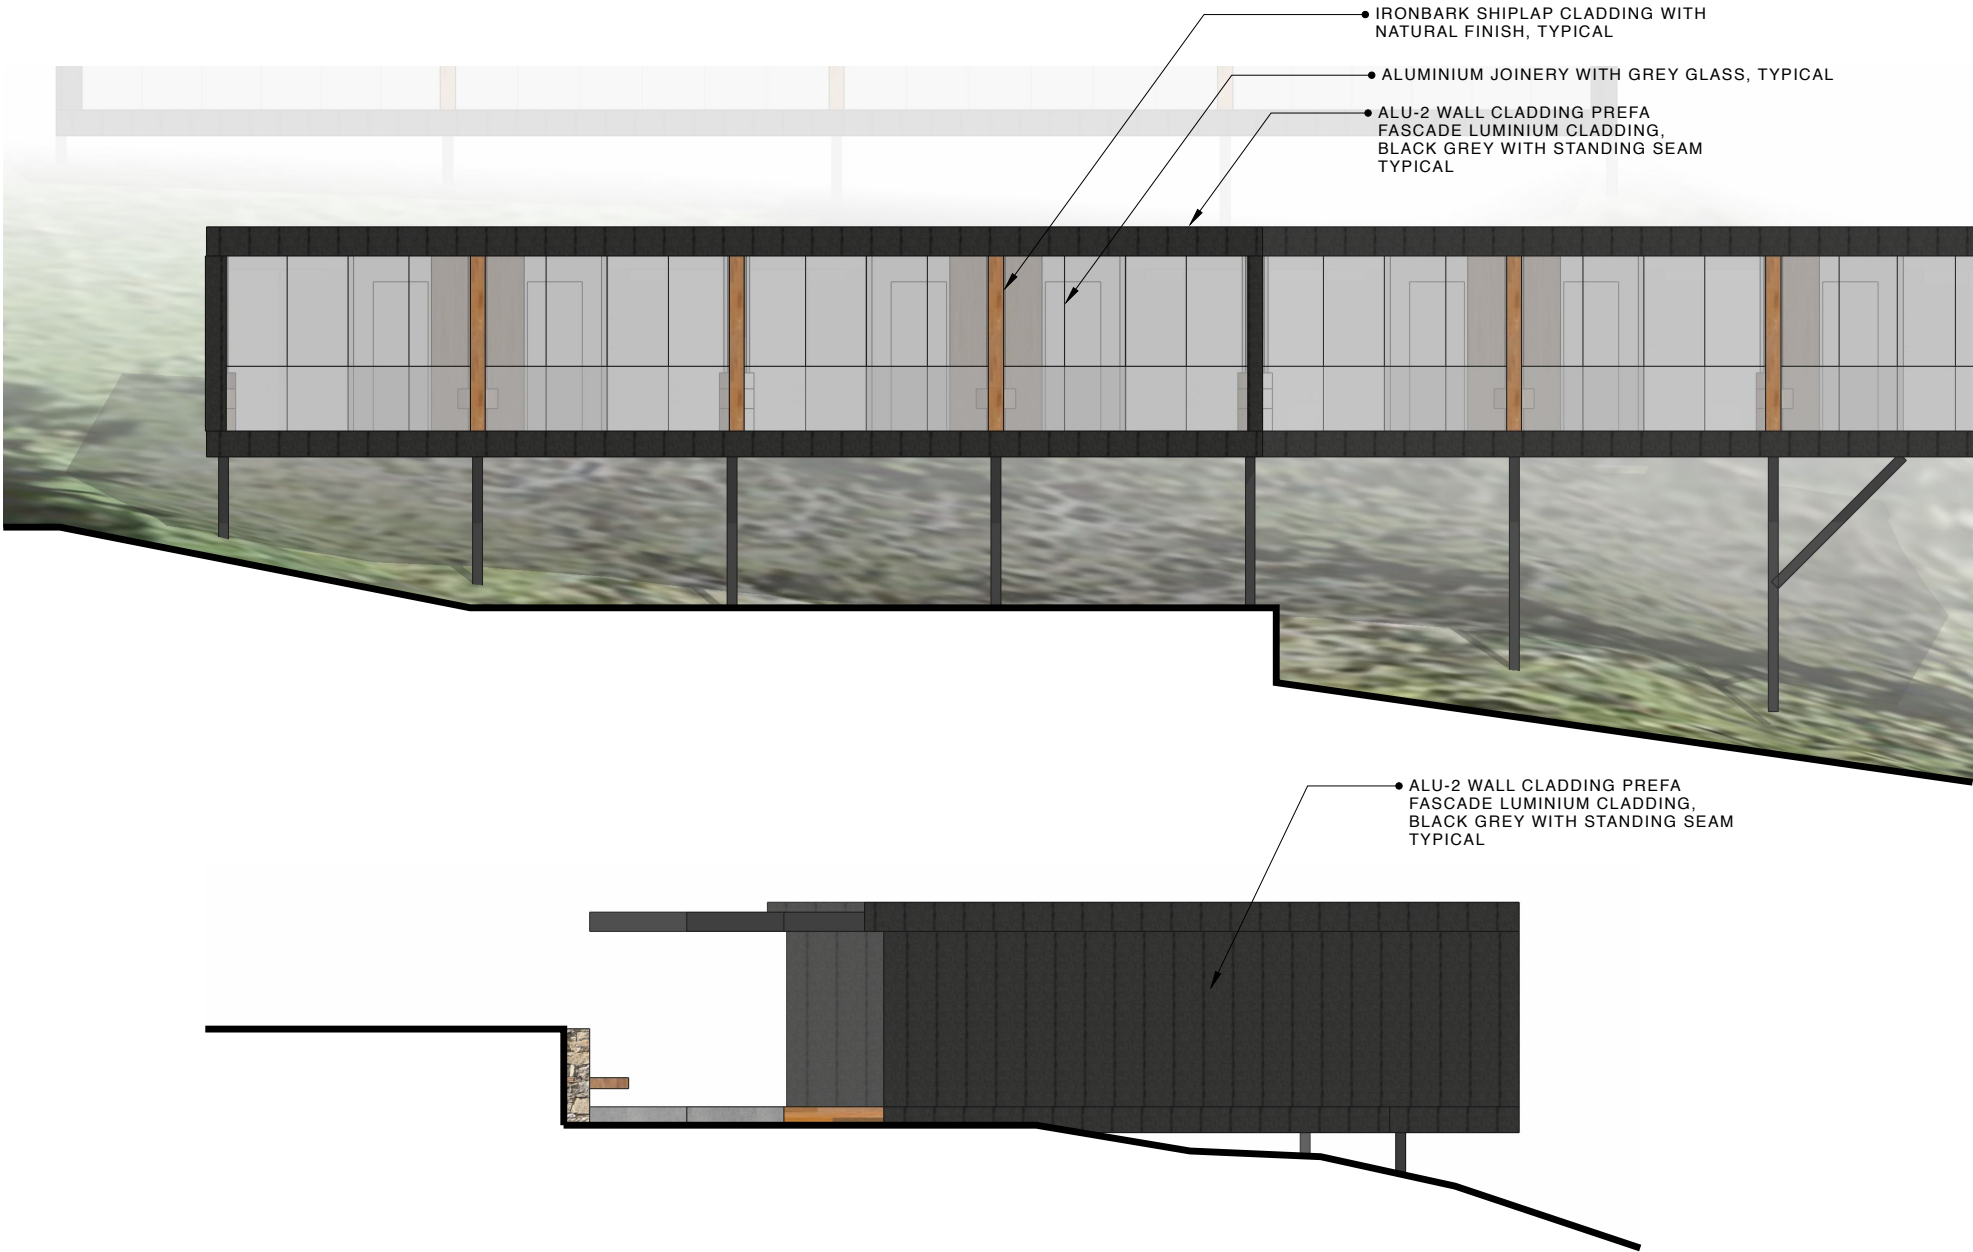 IRONBARK SHIPLAP CLADDING WITH
NATURAL FINISH, TYPICAL
ALUMINIUM JOINERY WITH GREY GLASS, TYPICAL
ALU-2 WALL CLADDING PREFA
FASCADE LUMINIUM CLADDING,
BLACK GREY WITH STANDING SEAM
TYPICAL
ALU-2 WALL CLADDING PREFA
FASCADE LUMINIUM CLADDING,
BLACK GREY WITH STANDING SEAM
TYPICAL